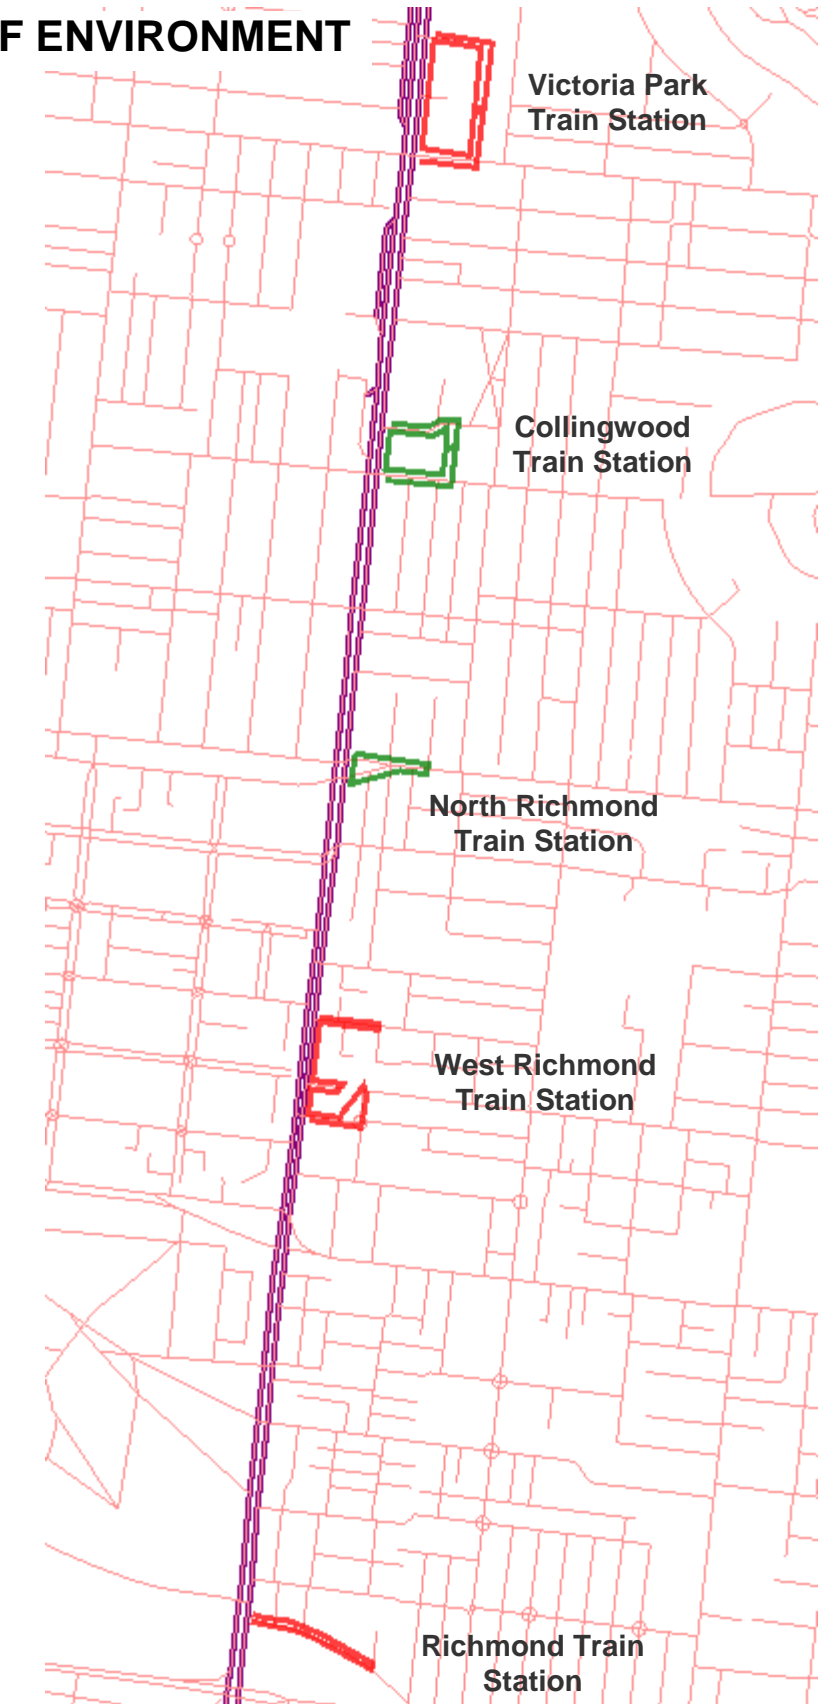 F ENVIRONMENT
Victoria Park
Train Station
Collingwood
Train Station
North Richmond
Train Station
West Richmond
Train Station
Richmond Train
Station